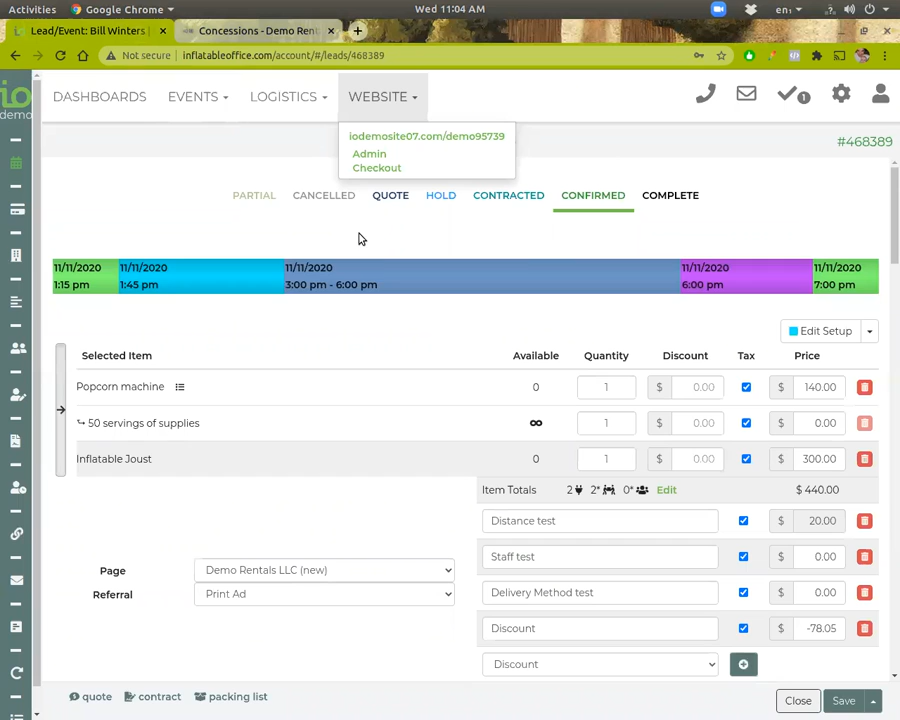 Activities Google Chrome Wed 11:04 AM en₁
Lead/Event: Bill Winters × Concessions - Demo Rent × +
Not secure inflatableoffice.com/account/#/leads/468389
io
demo
DASHBOARDS EVENTS LOGISTICS WEBSITE 1
iodemosite07.com/demo95739
Admin
Checkout
#468389
PARTIAL CANCELLED QUOTE HOLD CONTRACTED CONFIRMED COMPLETE
11/11/2020 11/11/2020 11/11/2020 11/11/2020 11/11/2020
1:15 pm 1:45 pm 3:00 pm - 6:00 pm 6:00 pm 7:00 pm
Edit Setup
Selected Item Available Quantity Discount Tax Price
Popcorn machine 0 1 $ 0.00 $ 140.00
↪ 50 servings of supplies ∞ 1 $ 0.00 $ 0.00
Inflatable Joust 0 1 $ 0.00 $ 300.00
Item Totals 2 2* 0* Edit $ 440.00
Distance test $ 20.00
Staff test $ 0.00
Page Demo Rentals LLC (new)
Referral Print Ad
Delivery Method test $ 0.00
Discount $ -78.05
Discount
quote contract packing list Close Save